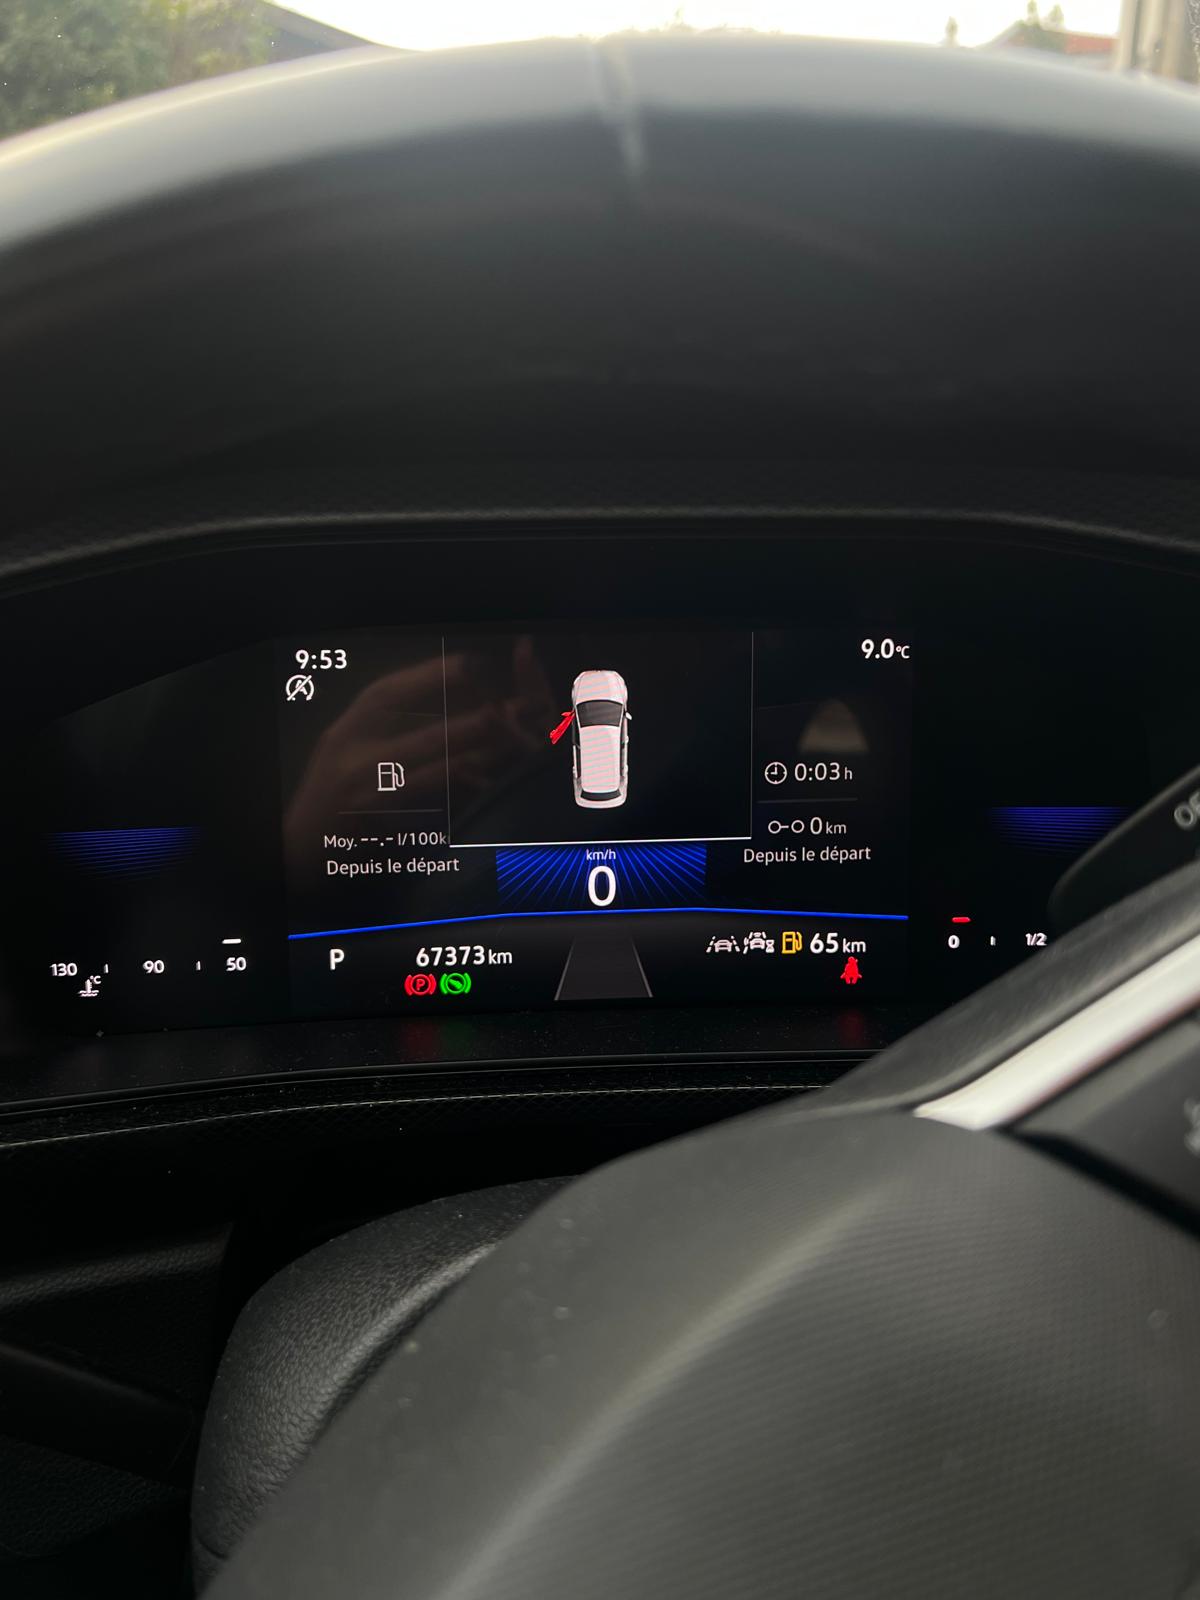 9:53
9.0°C
0:03 h
Moy. --.- l/100k
0 km
Depuis le départ
Depuis le départ
km/h
0
130
90
50
°C
P
67373 km
65 km
0
1/2
P